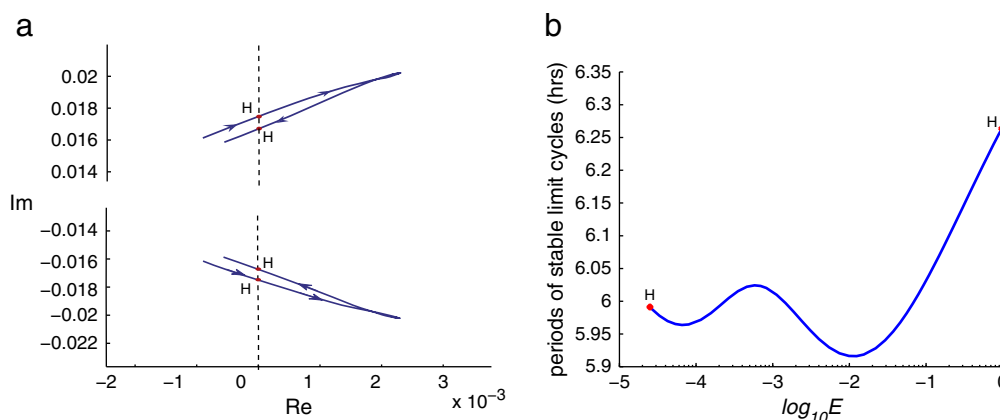 a
0.02
0.018
0.016
0.014
H
H
Im
−0.014
−0.016
−0.018
−0.02
−0.022
H
H
−2
−1
0
1
2
3
Re
x 10⁻³
b
periods of stable limit cycles (hrs)
6.35
6.3
6.25
6.2
6.15
6.1
6.05
6
5.95
5.9
H
H
−5
−4
−3
−2
−1
0
log₁₀E